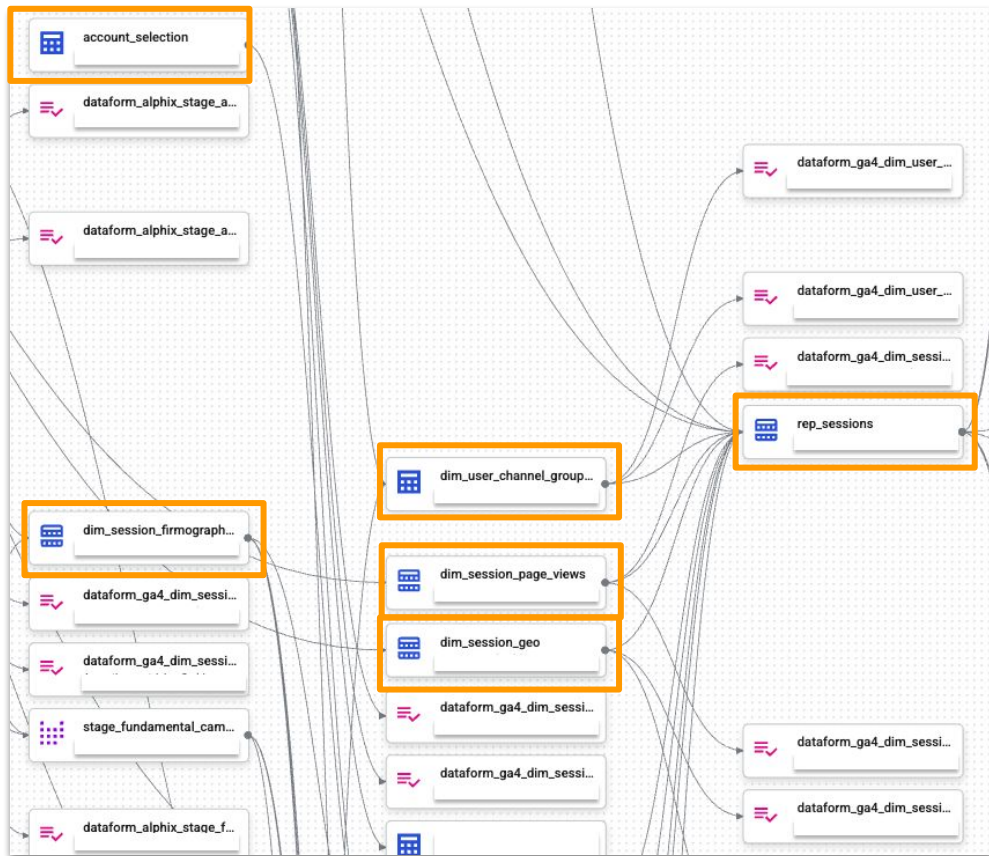 account_selection
dataform_alphix_stage_a...
dataform_alphix_stage_a...
dim_session_firmograph...
dataform_ga4_dim_sessi...
dataform_ga4_dim_sessi...
stage_fundamental_cam...
dataform_alphix_stage_f...
dim_user_channel_group...
dim_session_page_views
dim_session_geo
dataform_ga4_dim_sessi...
dataform_ga4_dim_sessi...
dataform_ga4_dim_user_...
dataform_ga4_dim_user_...
dataform_ga4_dim_sessi...
rep_sessions
dataform_ga4_dim_sessi...
dataform_ga4_dim_sessi...